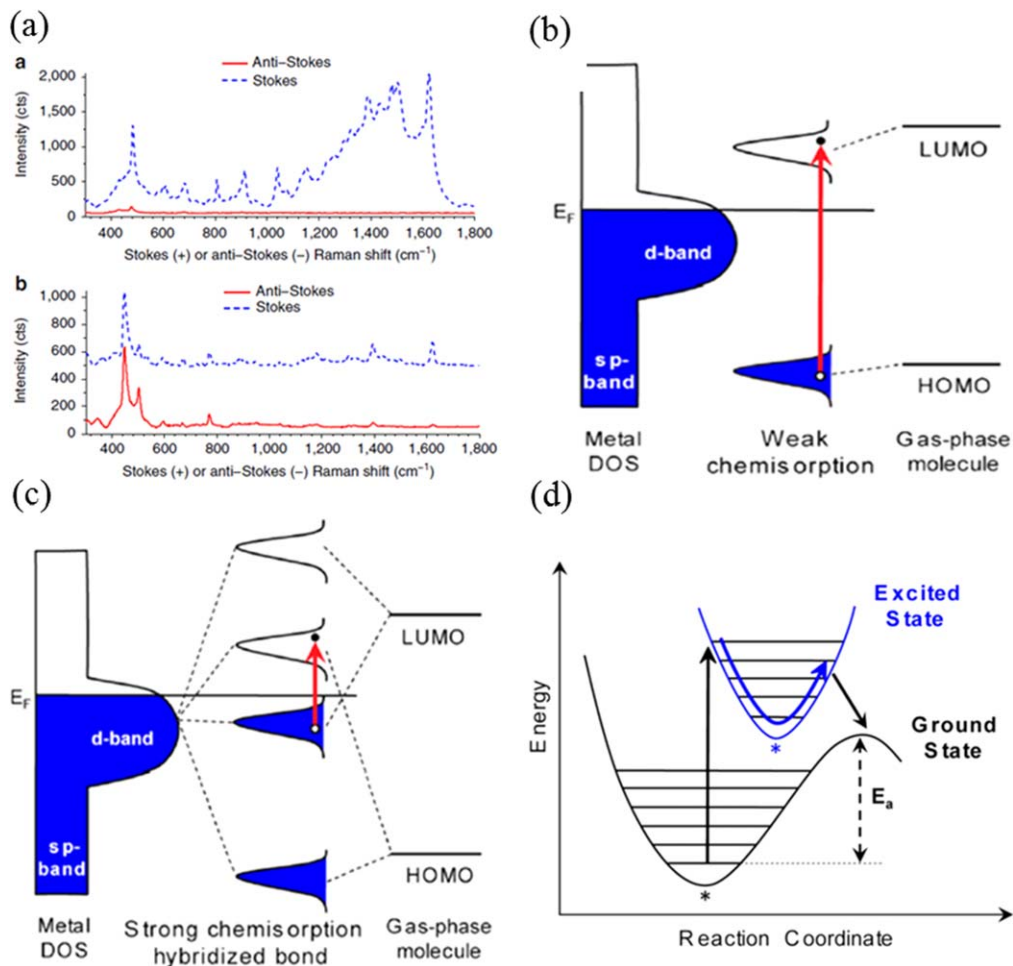 (a)
a
Anti–Stokes
Stokes
Intensity (cts)
2,000
1,500
1,000
500
0
400 600 800 1,000 1,200 1,400 1,600 1,800
Stokes (+) or anti–Stokes (–) Raman shift (cm⁻¹)
b
Anti–Stokes
Stokes
Intensity (cts)
1,000
800
600
400
200
0
400 600 800 1,000 1,200 1,400 1,600 1,800
Stokes (+) or anti–Stokes (–) Raman shift (cm⁻¹)
(b)
LUMO
E_F
d-band
sp-
band
HOMO
Metal
DOS
Weak
chemisorption
Gas-phase
molecule
(c)
LUMO
E_F
d-band
sp-
band
HOMO
Metal
DOS
Strong chemisorption
hybridized bond
Gas-phase
molecule
(d)
Energy
Excited
State
*
Ground
State
E_a
*
Reaction Coordinate